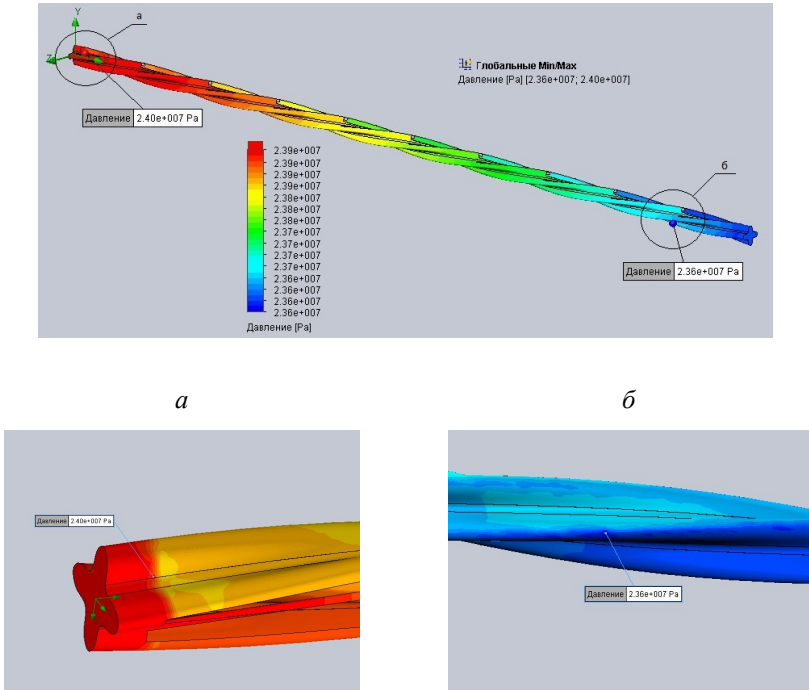 а
Y
Z
Глобальные Min/Max
Давление [Pa] [2.36e+007; 2.40e+007]
Давление 2.40e+007 Pa
б
2.39e+007
2.39e+007
2.39e+007
2.39e+007
2.38e+007
2.38e+007
2.38e+007
2.37e+007
2.37e+007
2.37e+007
2.36e+007
2.36e+007
2.36e+007
2.36e+007
Давление [Pa]
Давление 2.36e+007 Pa
а
б
Давление 2.40e+007 Pa
Давление 2.36e+007 Pa